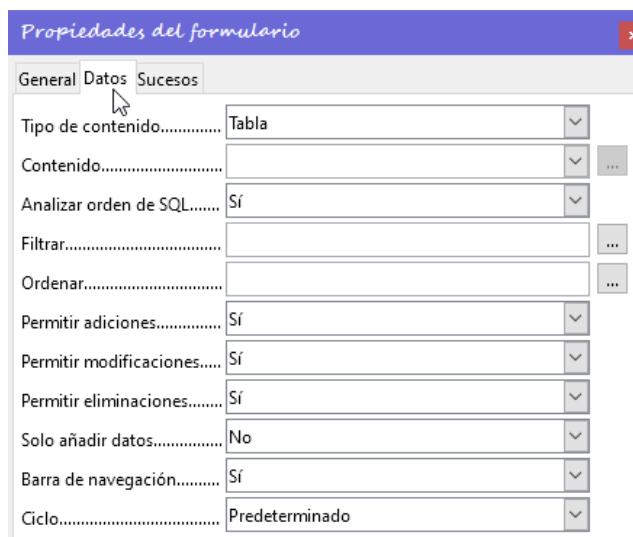 Propiedades del formulario
General Datos Sucesos
Tipo de contenido.............. Tabla
Contenido........................... ...
Analizar orden de SQL....... Sí
Filtrar................................... ...
Ordenar............................... ...
Permitir adiciones............... Sí
Permitir modificaciones..... Sí
Permitir eliminaciones........ Sí
Solo añadir datos................ No
Barra de navegación.......... Sí
Ciclo.................................... Predeterminado